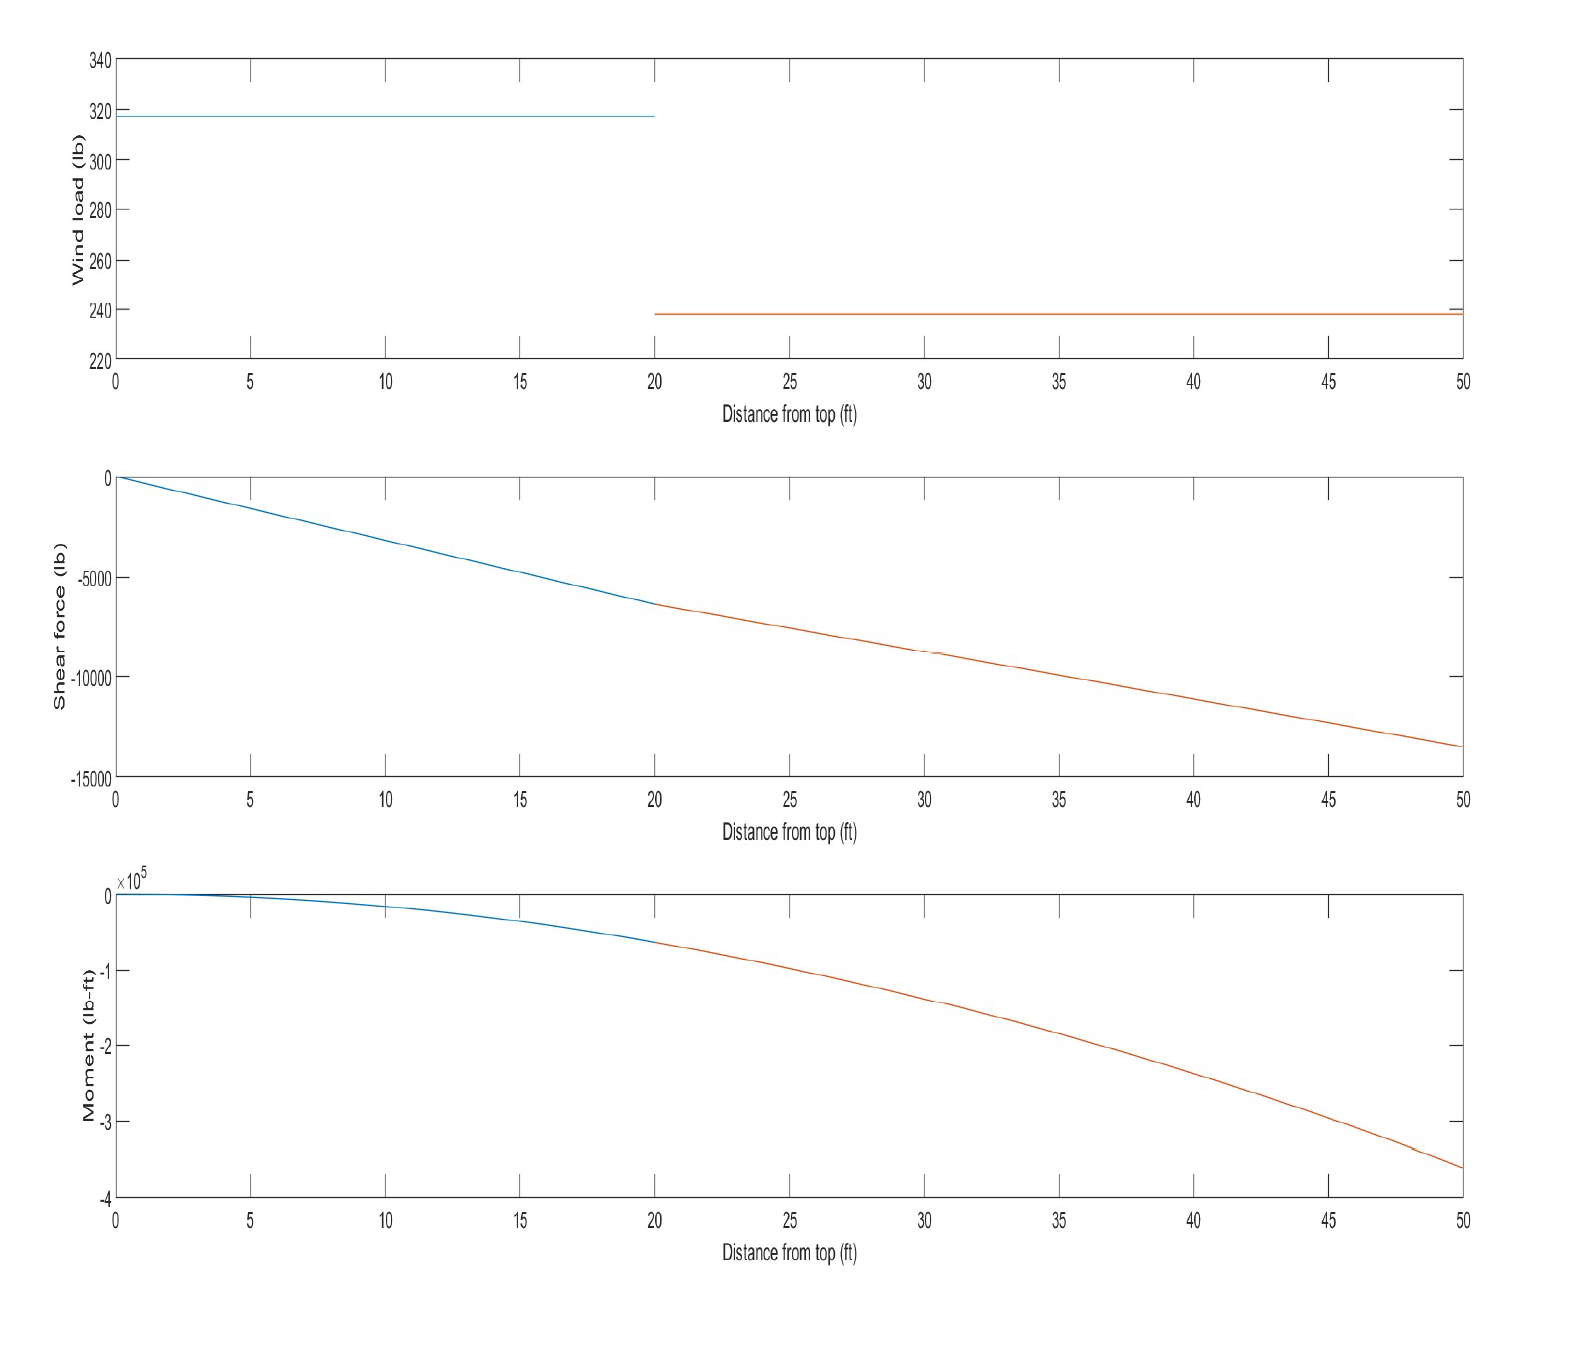 340
320
300
280
260
240
220
Wind load (lb)
0 5 10 15 20 25 30 35 40 45 50
Distance from top (ft)
0
-5000
-10000
-15000
Shear force (lb)
0 5 10 15 20 25 30 35 40 45 50
Distance from top (ft)
×10⁵
0
-1
-2
-3
-4
Moment (lb-ft)
0 5 10 15 20 25 30 35 40 45 50
Distance from top (ft)